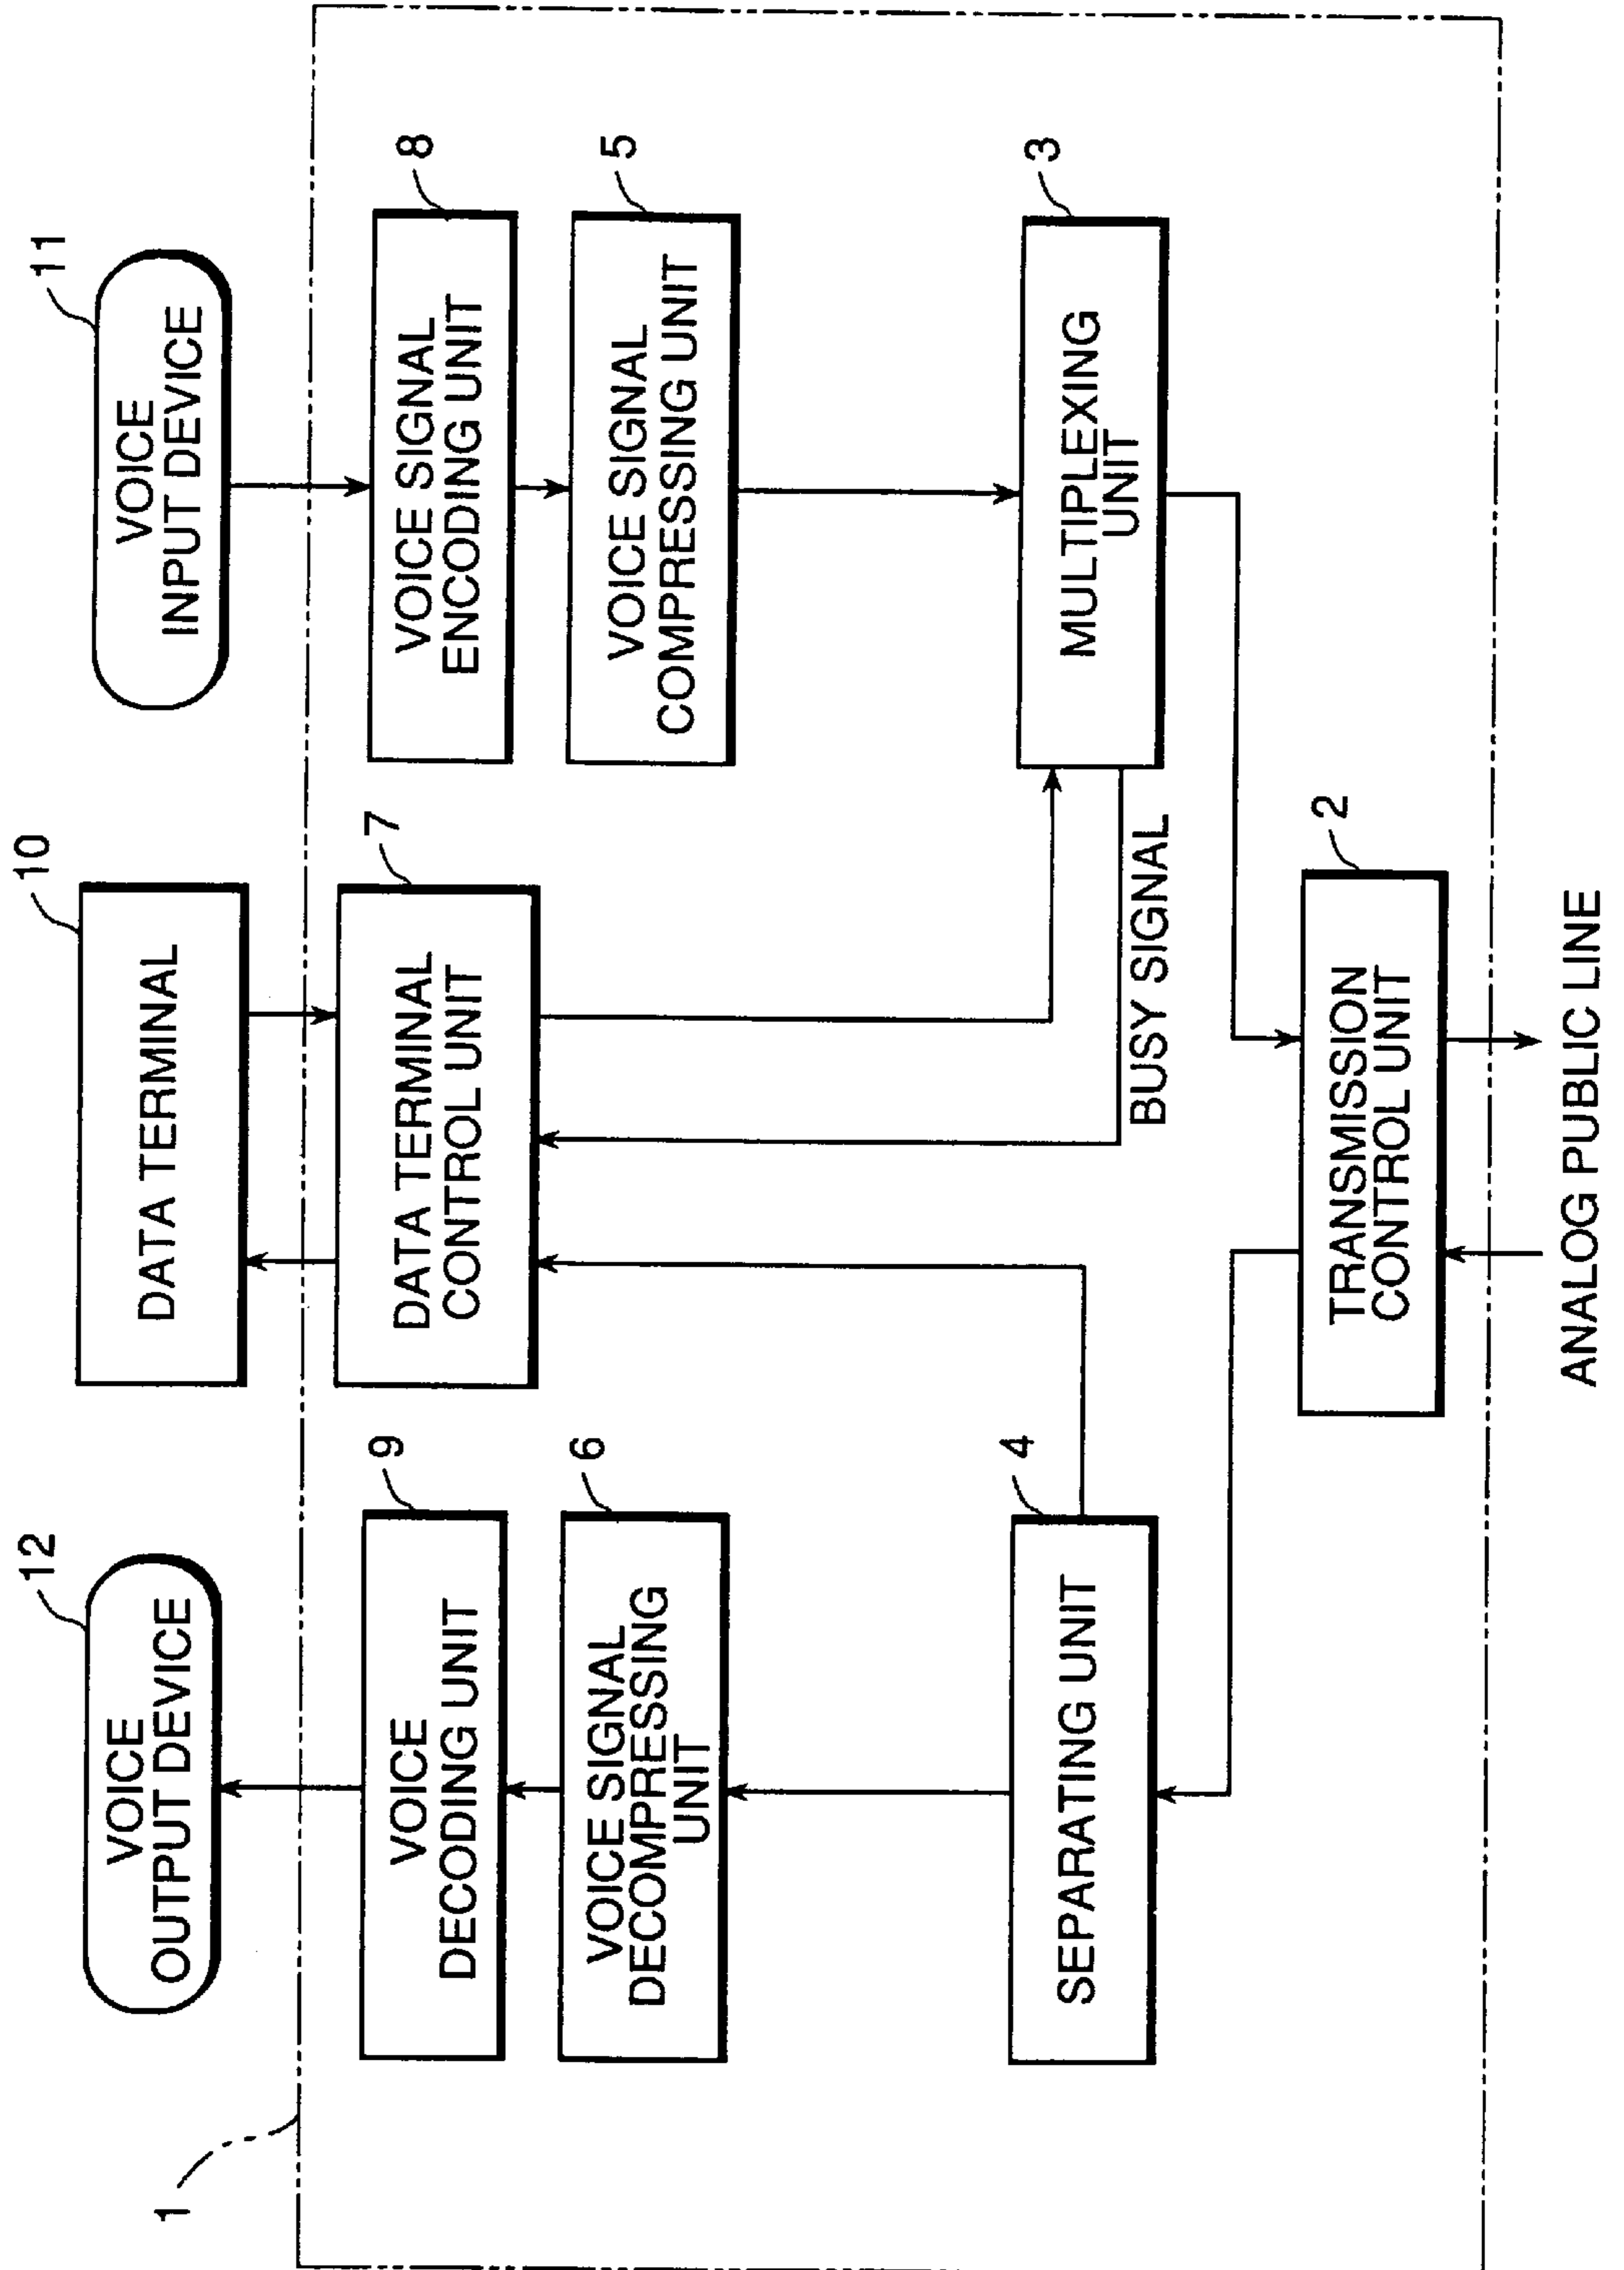 1
12
VOICE
OUTPUT DEVICE
10
DATA TERMINAL
11
VOICE
INPUT DEVICE
9
VOICE
DECODING UNIT
7
DATA TERMINAL
CONTROL UNIT
8
VOICE SIGNAL
ENCODING UNIT
6
VOICE SIGNAL
DECOMPRESSING
UNIT
5
VOICE SIGNAL
COMPRESSING UNIT
4
SEPARATING UNIT
3
MULTIPLEXING
UNIT
BUSY SIGNAL
2
TRANSMISSION
CONTROL UNIT
ANALOG PUBLIC LINE